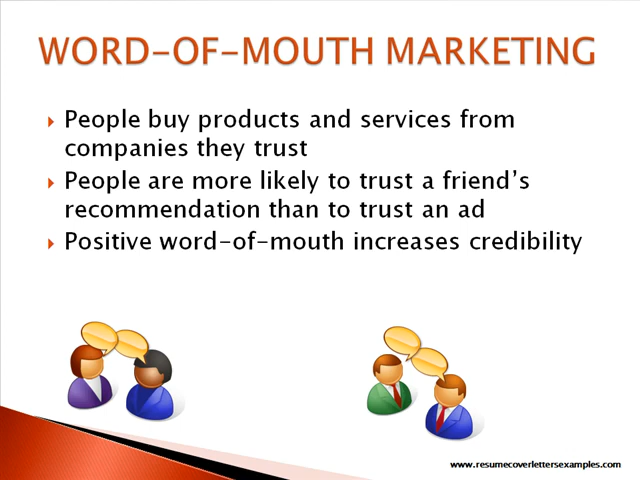 WORD-OF-MOUTH MARKETING
People buy products and services from
companies they trust
People are more likely to trust a friend's
recommendation than to trust an ad
Positive word-of-mouth increases credibility
www.resumecoverlettersexamples.com